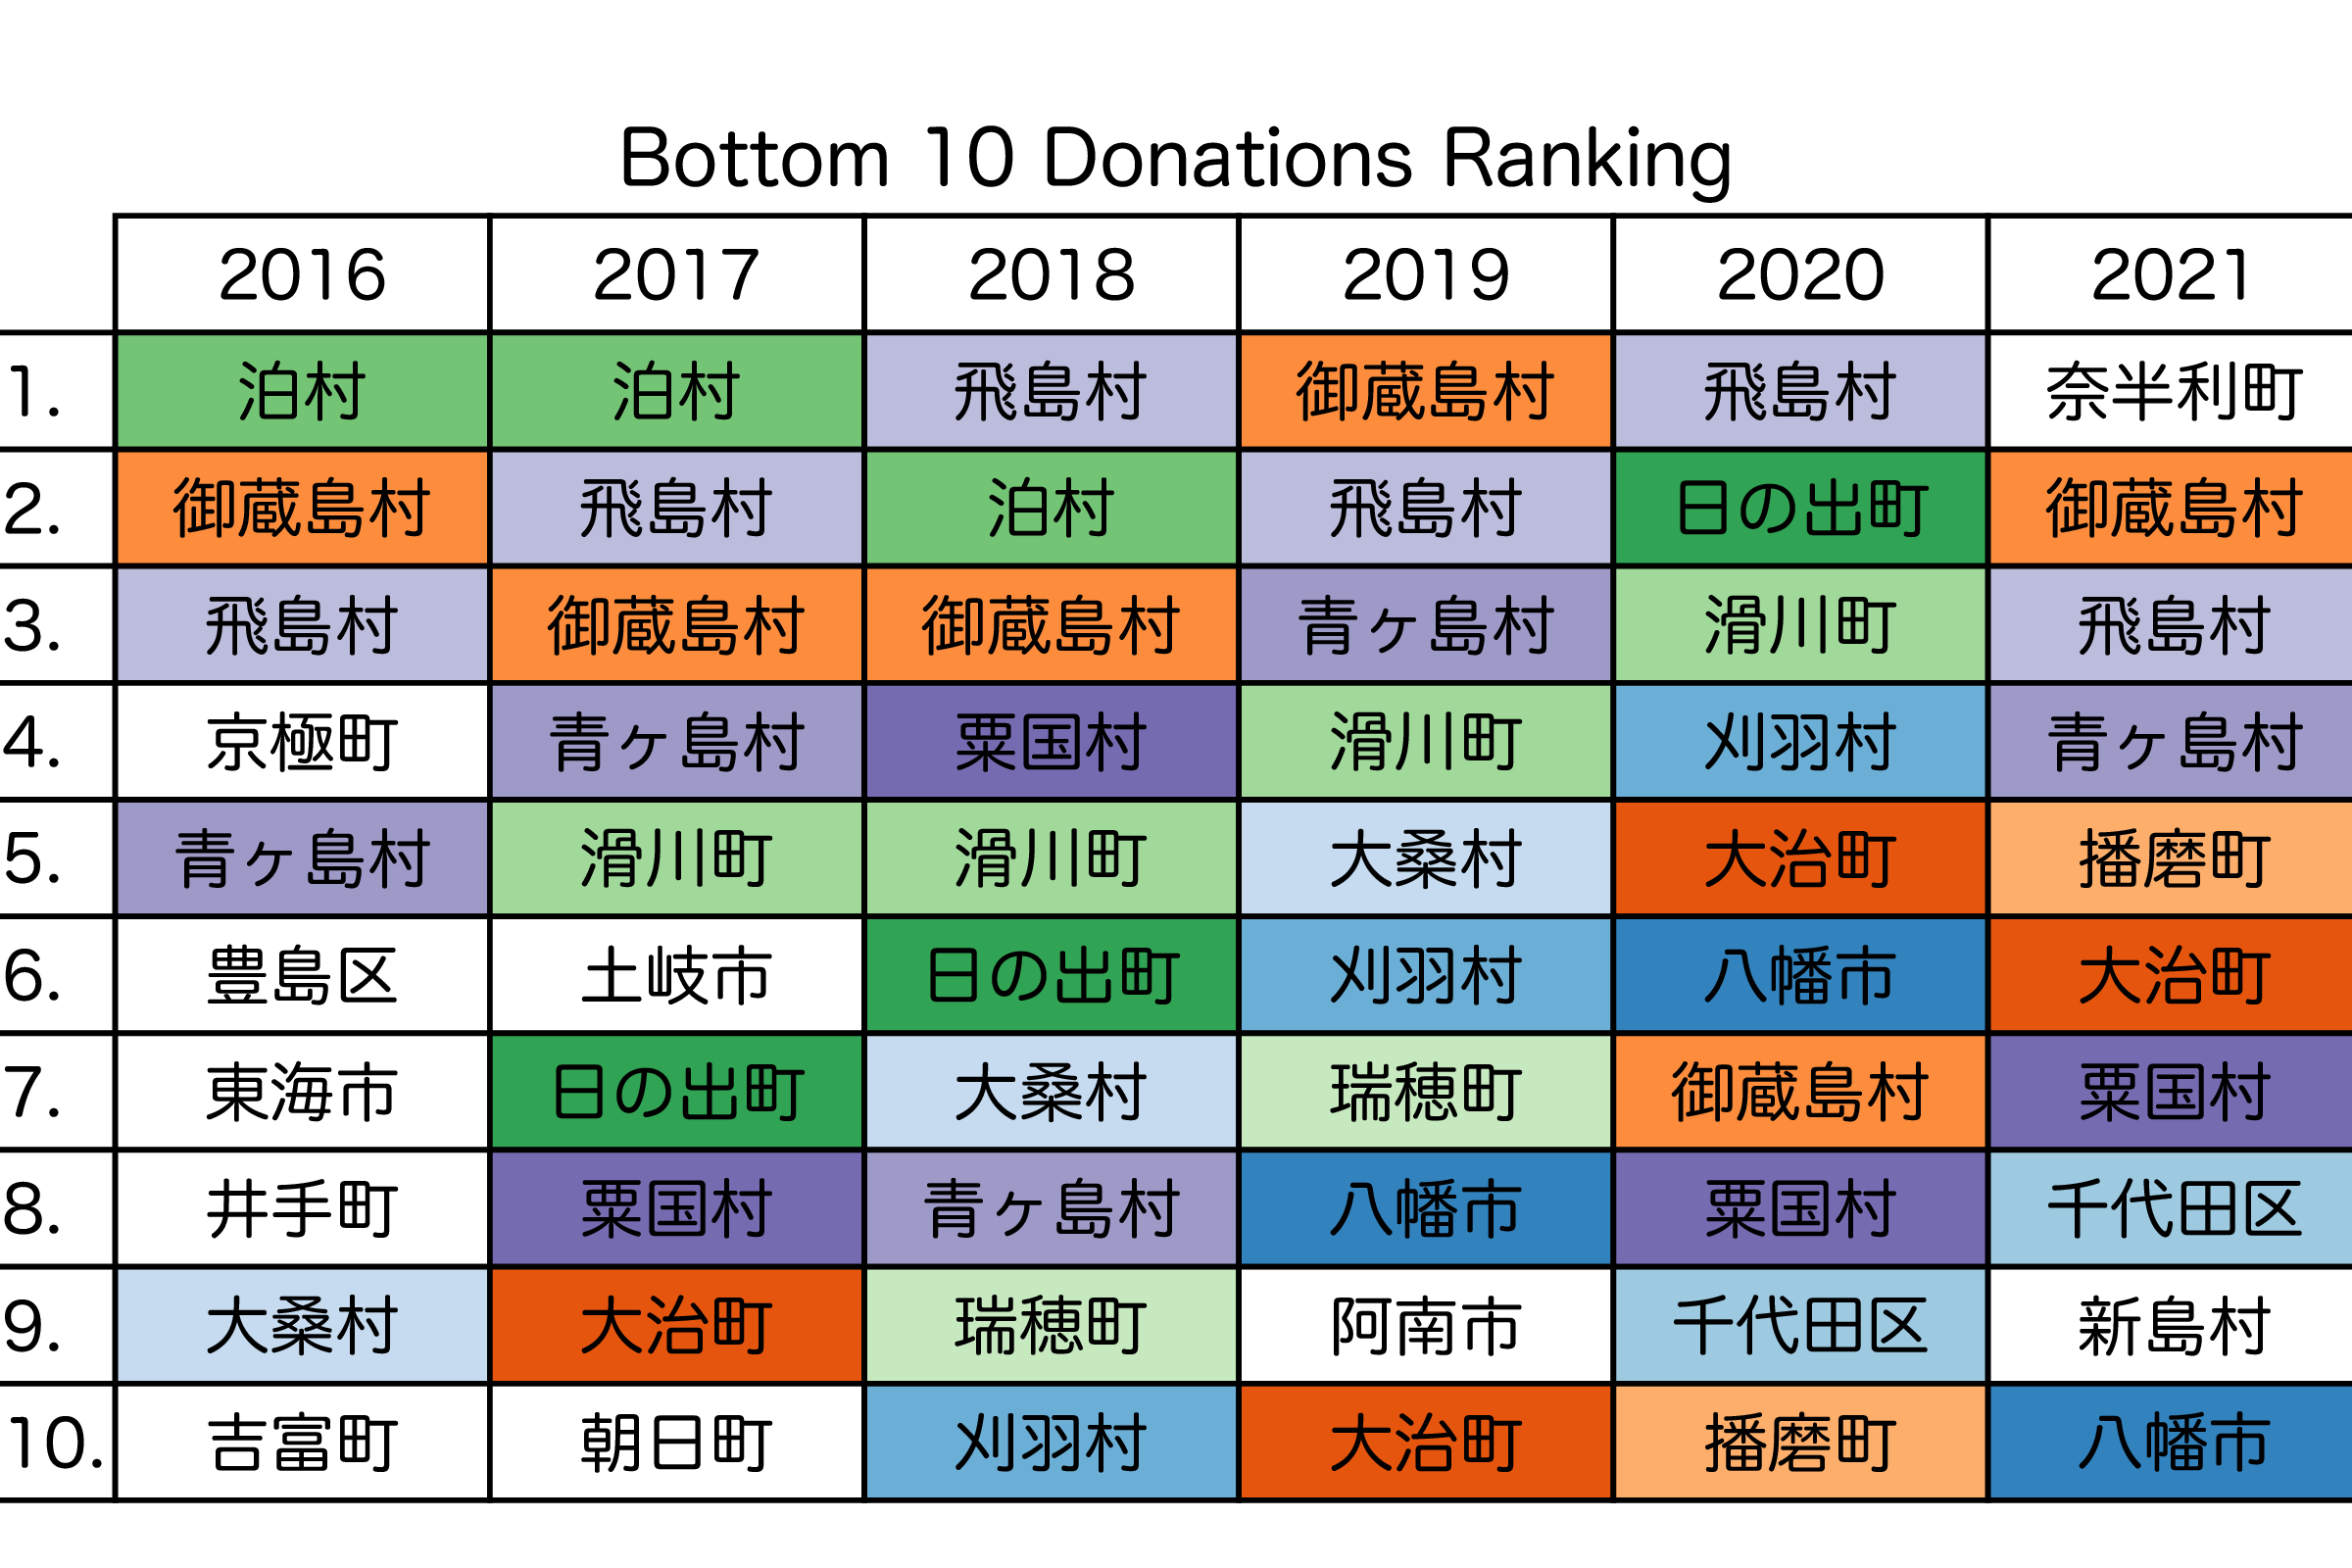 Bottom 10 Donations Ranking
2016 2017 2018 2019 2020 2021
1. 泊村 泊村 飛島村 御蔵島村 飛島村 奈半利町
2. 御蔵島村 飛島村 泊村 飛島村 日の出町 御蔵島村
3. 飛島村 御蔵島村 御蔵島村 青ヶ島村 滑川町 飛島村
4. 京極町 青ヶ島村 粟国村 滑川町 刈羽村 青ヶ島村
5. 青ヶ島村 滑川町 滑川町 大桑村 大治町 播磨町
6. 豊島区 土岐市 日の出町 刈羽村 八幡市 大治町
7. 東海市 日の出町 大桑村 瑞穂町 御蔵島村 粟国村
8. 井手町 粟国村 青ヶ島村 八幡市 粟国村 千代田区
9. 大桑村 大治町 瑞穂町 阿南市 千代田区 新島村
10. 吉富町 朝日町 刈羽村 大治町 播磨町 八幡市